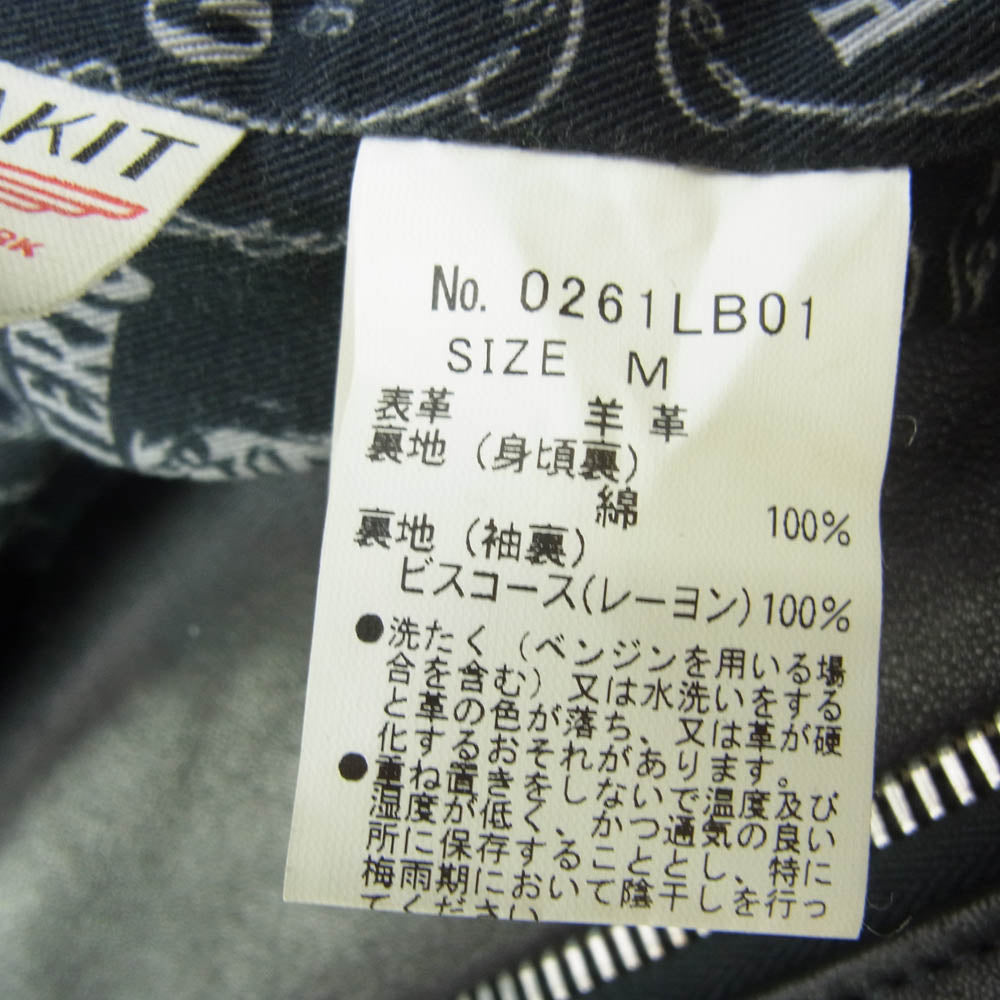 AKIT
RK
No. 0261LB01
SIZE M
表革 羊革
裏地(身頃裏)
綿 100%
裏地(袖裏)
ビスコース(レーヨン)100%
●洗たく(ベンジンを用いる場
合を含む)又は水洗いをする
と革の色が落ち、又は革が硬
化するおそれがあります。
●重ね置きをしないで温度及び
湿度が低く、かつ通気の良い
所に保存することとし、特に
梅雨期において陰干しを行っ
てください